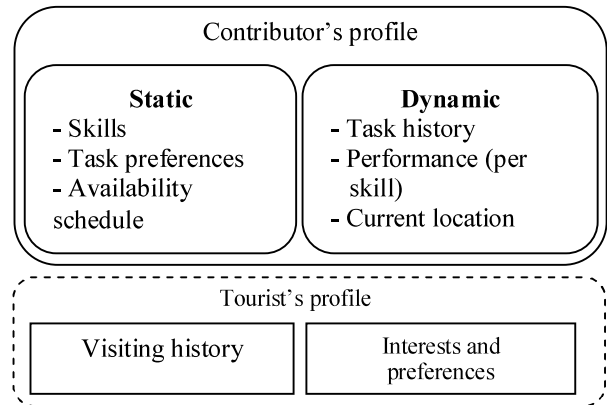 Contributor's profile
Static
- Skills
- Task preferences
- Availability
schedule
Dynamic
- Task history
- Performance (per
skill)
- Current location
Tourist's profile
Visiting history
Interests and
preferences